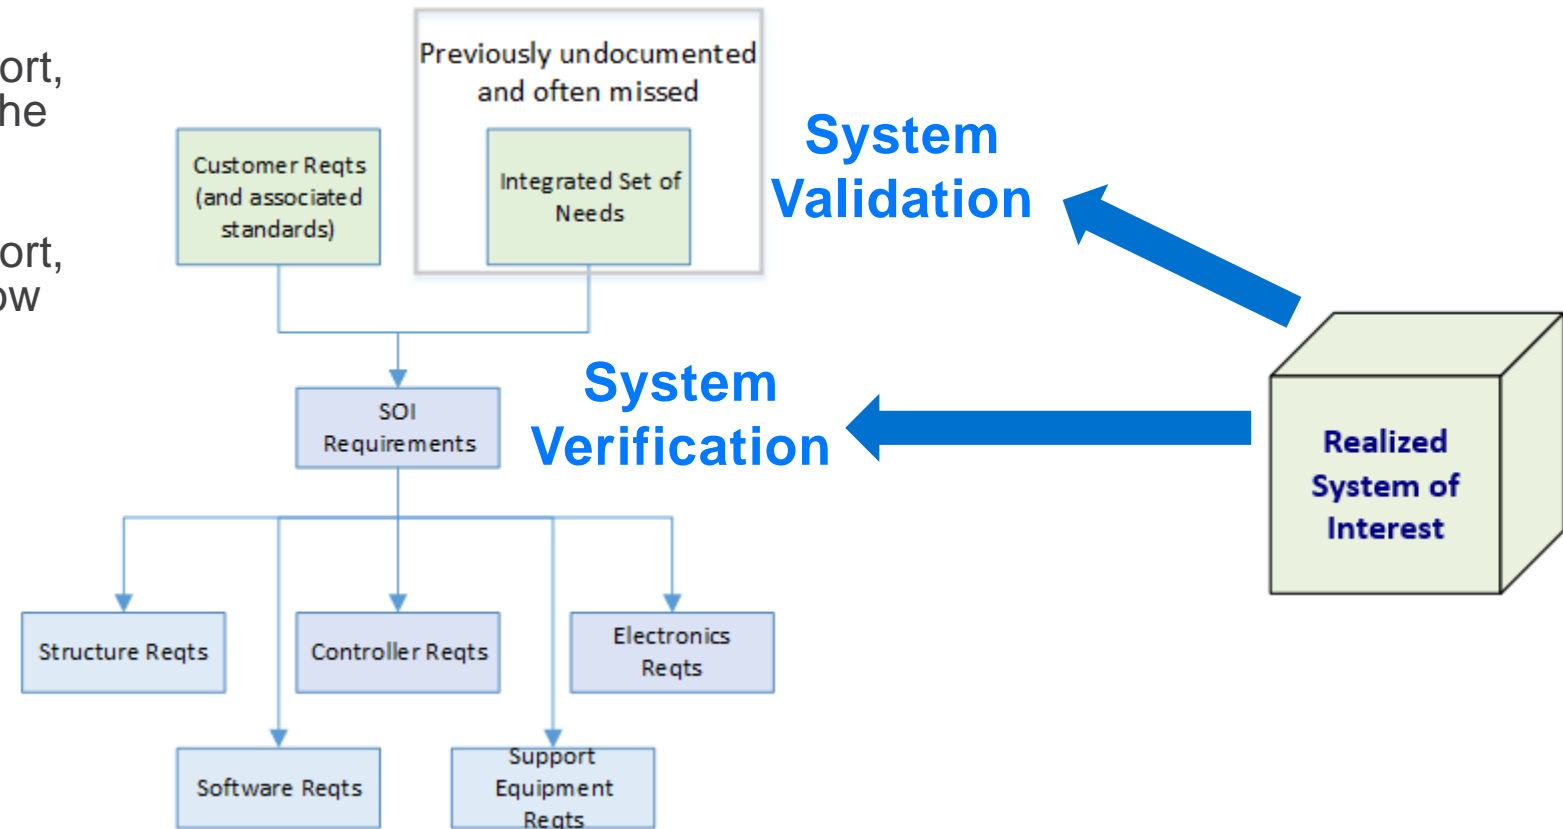 ort,
he
ort,
ow
Previously undocumented
and often missed
Customer Reqts
(and associated
standards)
Integrated Set of
Needs
System
Validation
SOI
Requirements
System
Verification
Realized
System of
Interest
Structure Reqts
Controller Reqts
Electronics
Reqts
Software Reqts
Support
Equipment
Reqts